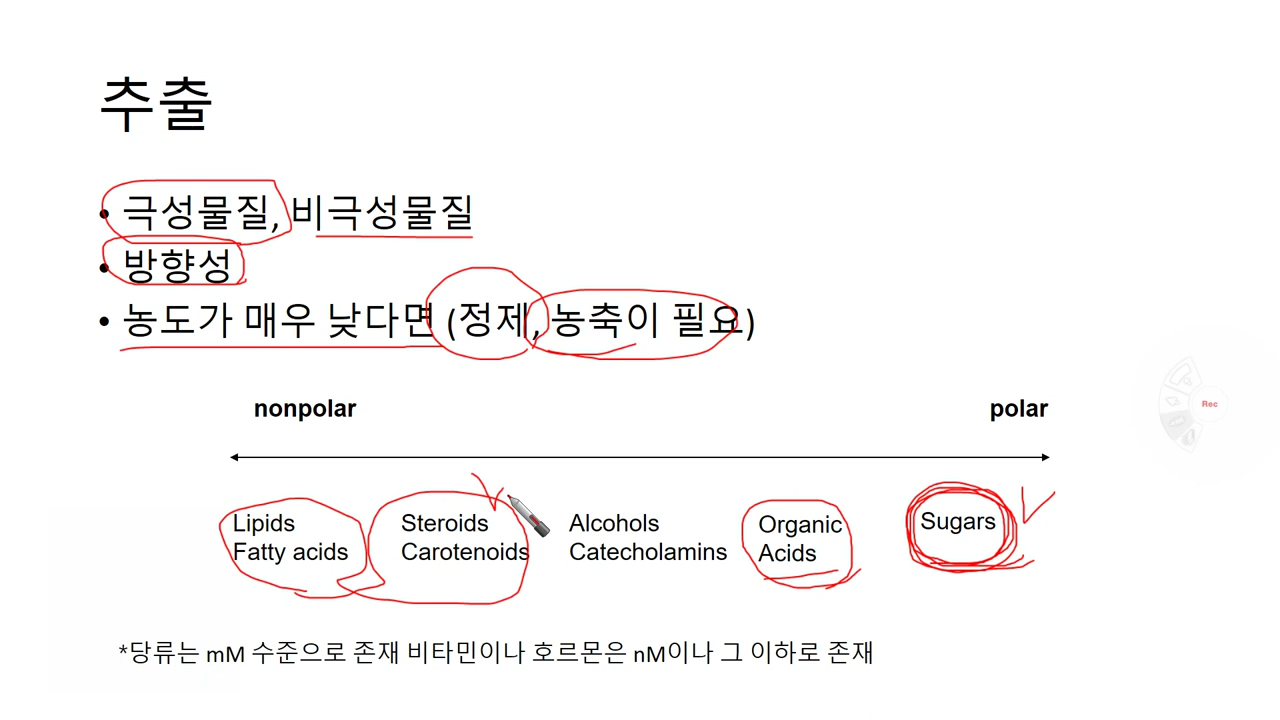 추출
• 극성물질, 비극성물질
• 방향성
• 농도가 매우 낮다면 (정제, 농축이 필요)
nonpolar polar
Lipids Steroids Alcohols Organic Sugars
Fatty acids Carotenoids Catecholamins Acids
*당류는 mM 수준으로 존재 비타민이나 호르몬은 nM이나 그 이하로 존재
Rec